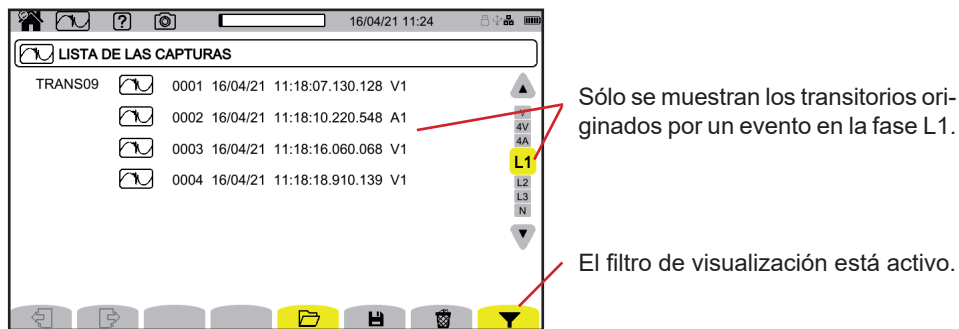 ? 16/04/21 11:24
LISTA DE LAS CAPTURAS
TRANS09 0001 16/04/21 11:18:07.130.128 V1
0002 16/04/21 11:18:10.220.548 A1
0003 16/04/21 11:18:16.060.068 V1
0004 16/04/21 11:18:18.910.139 V1
V
4V
4A
L1
L2
L3
N
Sólo se muestran los transitorios ori-
ginados por un evento en la fase L1.
El filtro de visualización está activo.